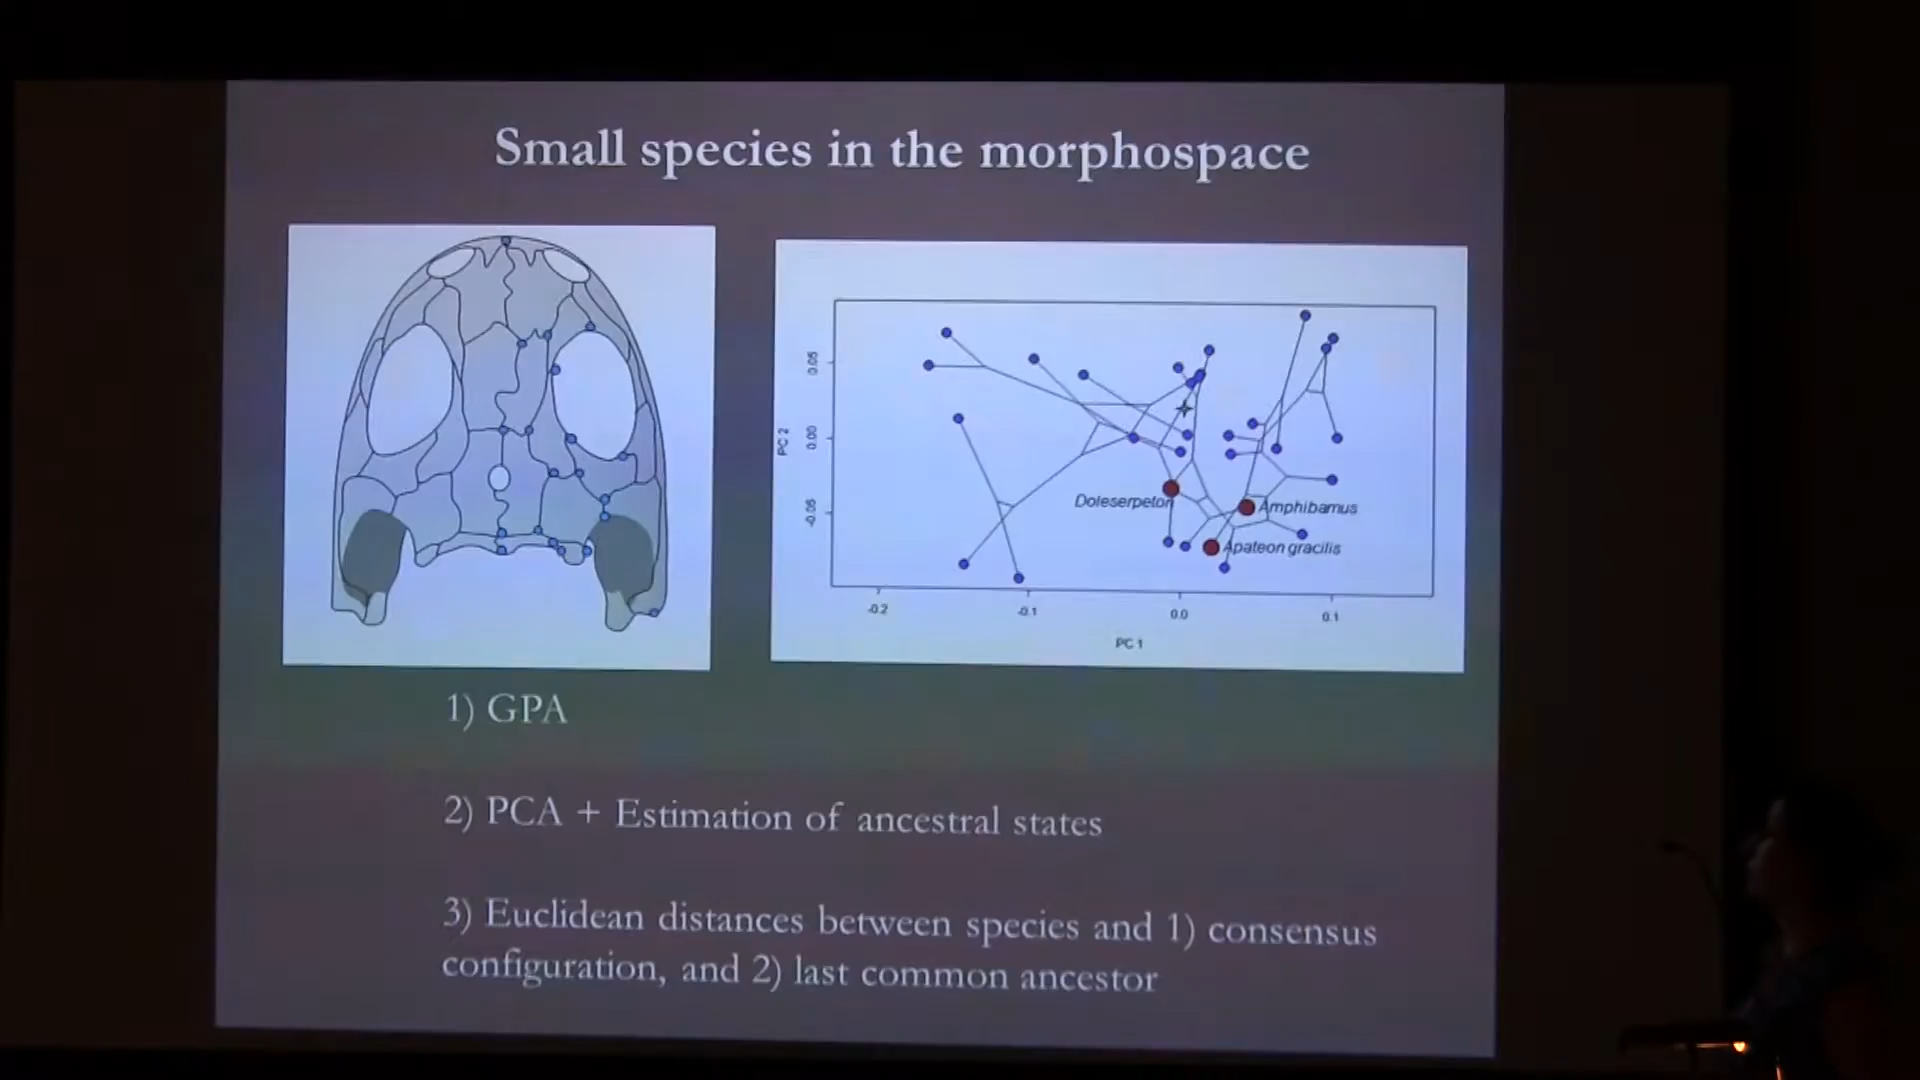 Small species in the morphospace
0.05
0.00
-0.05
PC 2
Doleserpeton
Amphibamus
Apateon gracilis
-0.2
-0.1
0.0
0.1
PC 1
1) GPA
2) PCA + Estimation of ancestral states
3) Euclidean distances between species and 1) consensus
configuration, and 2) last common ancestor